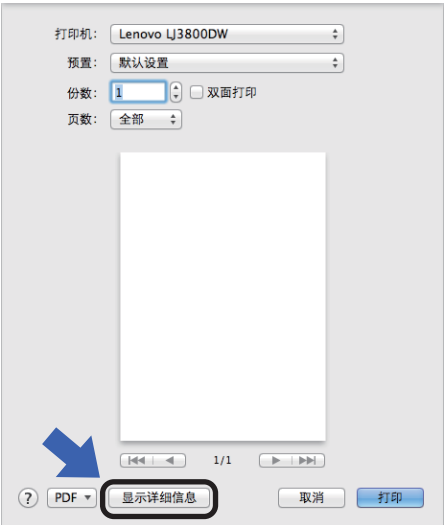 打印机: Lenovo LJ3800DW
预置: 默认设置
份数: 1 双面打印
页数: 全部
1/1
? PDF 显示详细信息 取消 打印